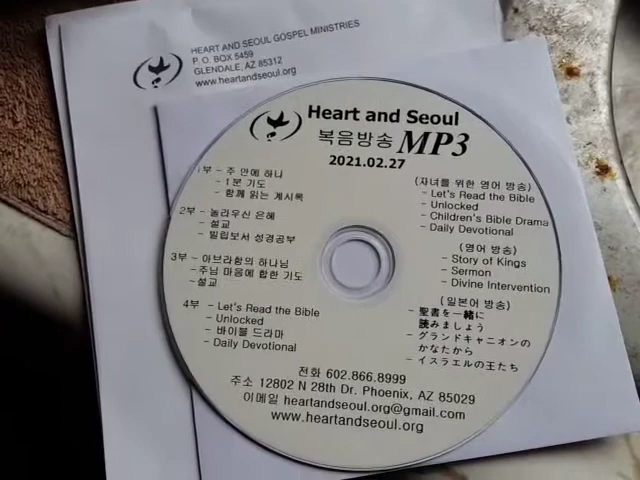 HEART AND SEOUL GOSPEL MINISTRIES
P. O. BOX 5459
GLENDALE, AZ 85312
www.heartandseoul.org
Heart and Seoul
복음방송 MP3
2021.02.27
1부 - 주 안에 하나
- 1분 기도
- 함께 읽는 계시록
2부 - 놀라우신 은혜
- 설교
- 빌립보서 성경공부
3부 - 아브라함의 하나님
- 주님 마음에 합한 기도
- 설교
4부 - Let's Read the Bible
- Unlocked
- 바이블 드라마
- Daily Devotional
(자녀를 위한 영어 방송)
- Let's Read the Bible
- Unlocked
- Children's Bible Drama
- Daily Devotional
(영어 방송)
- Story of Kings
- Sermon
- Divine Intervention
(일본어 방송)
- 聖書を一緒に
読みましょう
- グランドキャニオンの
かなたから
- イスラエルの王たち
전화 602.866.8999
주소 12802 N 28th Dr. Phoenix, AZ 85029
이메일 heartandseoul.org@gmail.com
www.heartandseoul.org